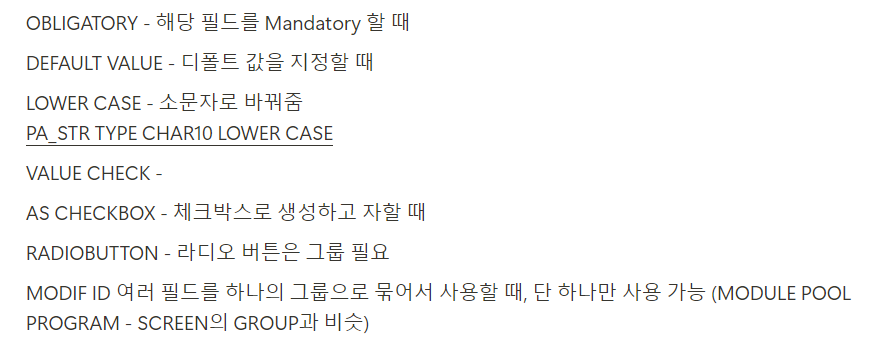 OBLIGATORY - 해당 필드를 Mandatory 할 때
DEFAULT VALUE - 디폴트 값을 지정할 때
LOWER CASE - 소문자로 바꿔줌
PA_STR TYPE CHAR10 LOWER CASE
VALUE CHECK -
AS CHECKBOX - 체크박스로 생성하고 자할 때
RADIOBUTTON - 라디오 버튼은 그룹 필요
MODIF ID 여러 필드를 하나의 그룹으로 묶어서 사용할 때, 단 하나만 사용 가능 (MODULE POOL
PROGRAM - SCREEN의 GROUP과 비슷)